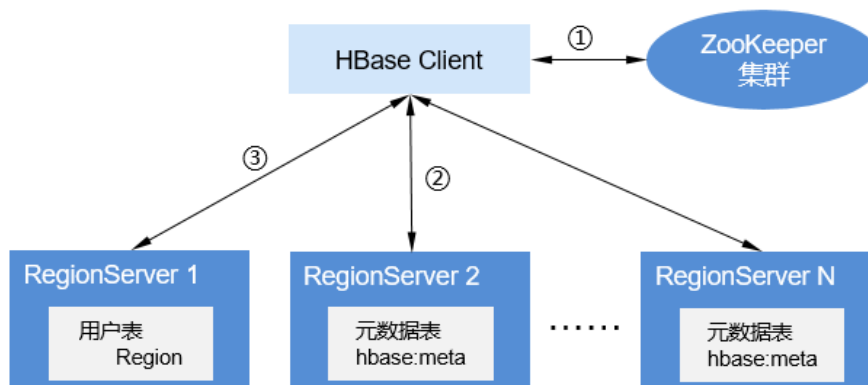 HBase Client
①
ZooKeeper
集群
③
②
RegionServer 1
用户表
Region
RegionServer 2
元数据表
hbase:meta
……
RegionServer N
元数据表
hbase:meta